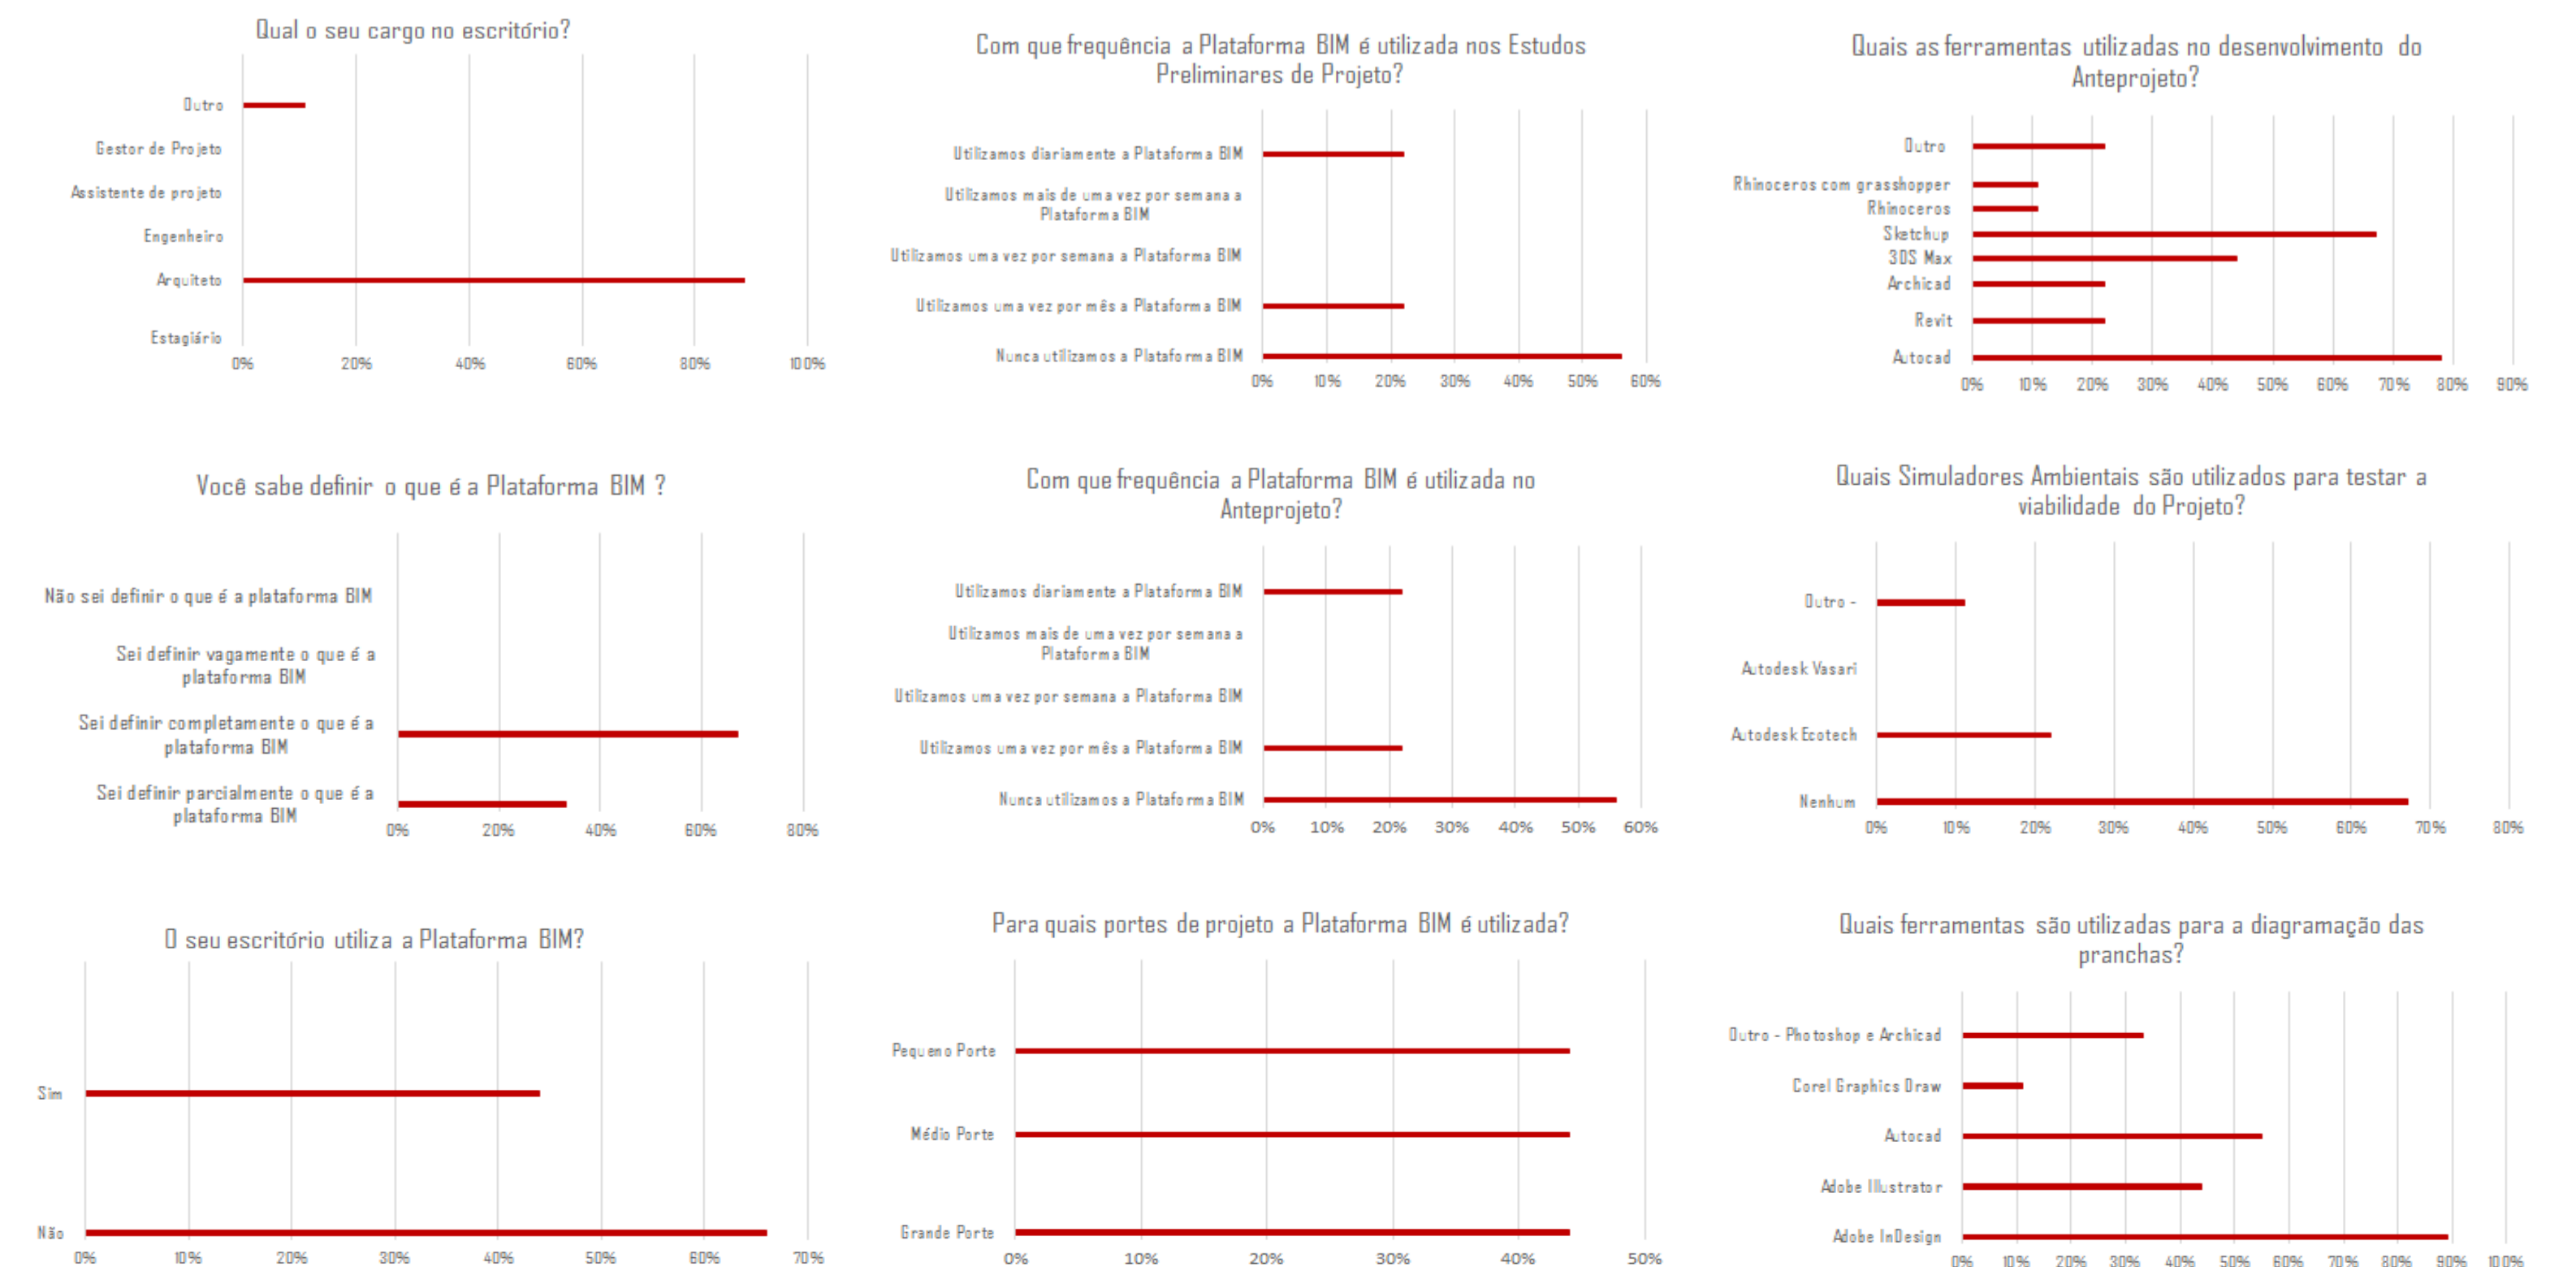 Qual o seu cargo no escritório?
Outro
Gestor de Projeto
Assistente de projeto
Engenheiro
Arquiteto
Estagiário
0% 20% 40% 60% 80% 100%
Com que frequência a Plataforma BIM é utilizada nos Estudos
Preliminares de Projeto?
Utilizamos diariamente a Plataforma BIM
Utilizamos mais de uma vez por semana a
Plataforma BIM
Utilizamos uma vez por semana a Plataforma BIM
Utilizamos uma vez por mês a Plataforma BIM
Nunca utilizamos a Plataforma BIM
0% 10% 20% 30% 40% 50% 60%
Quais as ferramentas utilizadas no desenvolvimento do
Anteprojeto?
Outro
Rhinoceros com grasshopper
Rhinoceros
Sketchup
3DS Max
Archicad
Revit
Autocad
0% 10% 20% 30% 40% 50% 60% 70% 80% 90%
Você sabe definir o que é a Plataforma BIM ?
Não sei definir o que é a plataforma BIM
Sei definir vagamente o que é a
plataforma BIM
Sei definir completamente o que é a
plataforma BIM
Sei definir parcialmente o que é a
plataforma BIM
0% 20% 40% 60% 80%
Com que frequência a Plataforma BIM é utilizada no
Anteprojeto?
Utilizamos diariamente a Plataforma BIM
Utilizamos mais de uma vez por semana a
Plataforma BIM
Utilizamos uma vez por semana a Plataforma BIM
Utilizamos uma vez por mês a Plataforma BIM
Nunca utilizamos a Plataforma BIM
0% 10% 20% 30% 40% 50% 60%
Quais Simuladores Ambientais são utilizados para testar a
viabilidade do Projeto?
Outro -
Autodesk Vasari
Autodesk Ecotech
Nenhum
0% 10% 20% 30% 40% 50% 60% 70% 80%
O seu escritório utiliza a Plataforma BIM?
Sim
Não
0% 10% 20% 30% 40% 50% 60% 70%
Para quais portes de projeto a Plataforma BIM é utilizada?
Pequeno Porte
Médio Porte
Grande Porte
0% 10% 20% 30% 40% 50%
Quais ferramentas são utilizadas para a diagramação das
pranchas?
Outro - Photoshop e Archicad
Corel Graphics Draw
Autocad
Adobe Illustrator
Adobe InDesign
0% 10% 20% 30% 40% 50% 60% 70% 80% 90% 100%